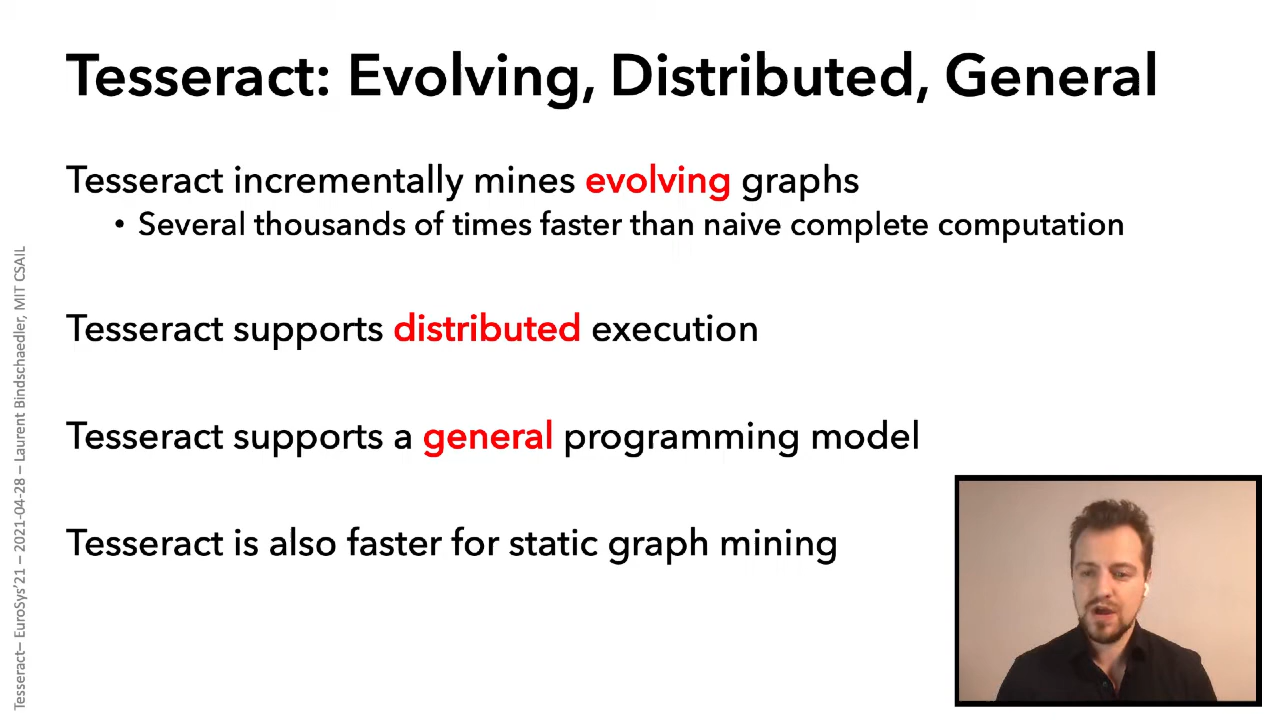 Tesseract: Evolving, Distributed, General
Tesseract incrementally mines evolving graphs
• Several thousands of times faster than naive complete computation
Tesseract supports distributed execution
Tesseract supports a general programming model
Tesseract is also faster for static graph mining
Tesseract– EuroSys'21 – 2021-04-28 – Laurent Bindschaedler, MIT CSAIL